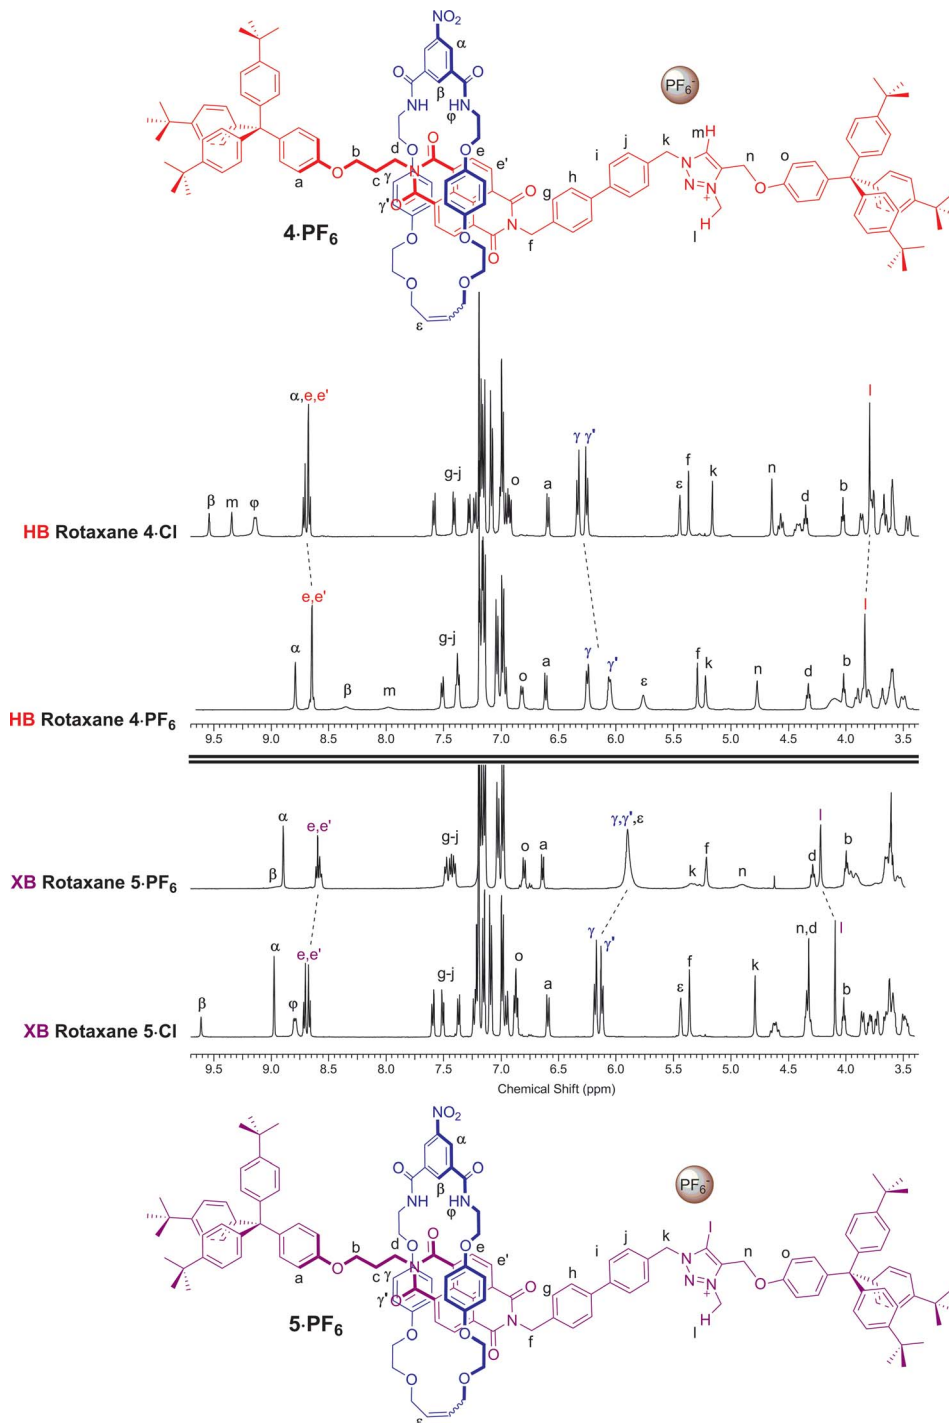 NO₂
α
O
O
β
NH
NH
φ
PF₆⁻
d
O
O
e
e'
b
O
c
γ
N
O
a
γ'
O
O
O
N
O
f
g
h
i
j
k
mH
N
N
N
+
n
o
O
H
l
4·PF₆
O
O
O
O
ε
α,e,e'
β
m
φ
g-j
o
a
γ γ'
ε
f
k
n
d
b
l
HB Rotaxane 4·Cl
e,e'
α
β
m
g-j
o
a
γ
γ'
ε
f
k
n
d
b
l
HB Rotaxane 4·PF₆
9.5 9.0 8.5 8.0 7.5 7.0 6.5 6.0 5.5 5.0 4.5 4.0 3.5
α
β
e,e'
g-j
o
a
γ,γ',ε
k
f
n
d
l
b
XB Rotaxane 5·PF₆
β
α
φ
e,e'
g-j
o
a
γ
γ'
ε
f
k
n,d
l
b
XB Rotaxane 5·Cl
9.5 9.0 8.5 8.0 7.5 7.0 6.5 6.0 5.5 5.0 4.5 4.0 3.5
Chemical Shift (ppm)
NO₂
α
O
O
β
NH
NH
φ
PF₆⁻
d
O
O
e
e'
b
O
c
γ
N
O
a
γ'
O
O
O
N
O
f
g
h
i
j
k
I
N
N
N
+
n
o
O
H
l
5·PF₆
O
O
O
O
ε